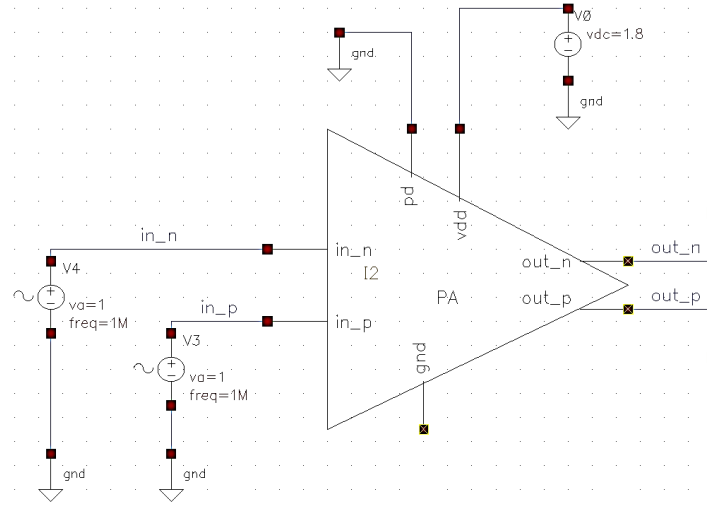 VØ
vdc=1.8
gnd
gnd
pd
vdd
in_n
in_n
V4
va=1
freq=1M
I2
out_n
out_n
PA
out_p
out_p
in_p
in_p
V3
va=1
freq=1M
gnd
gnd
gnd